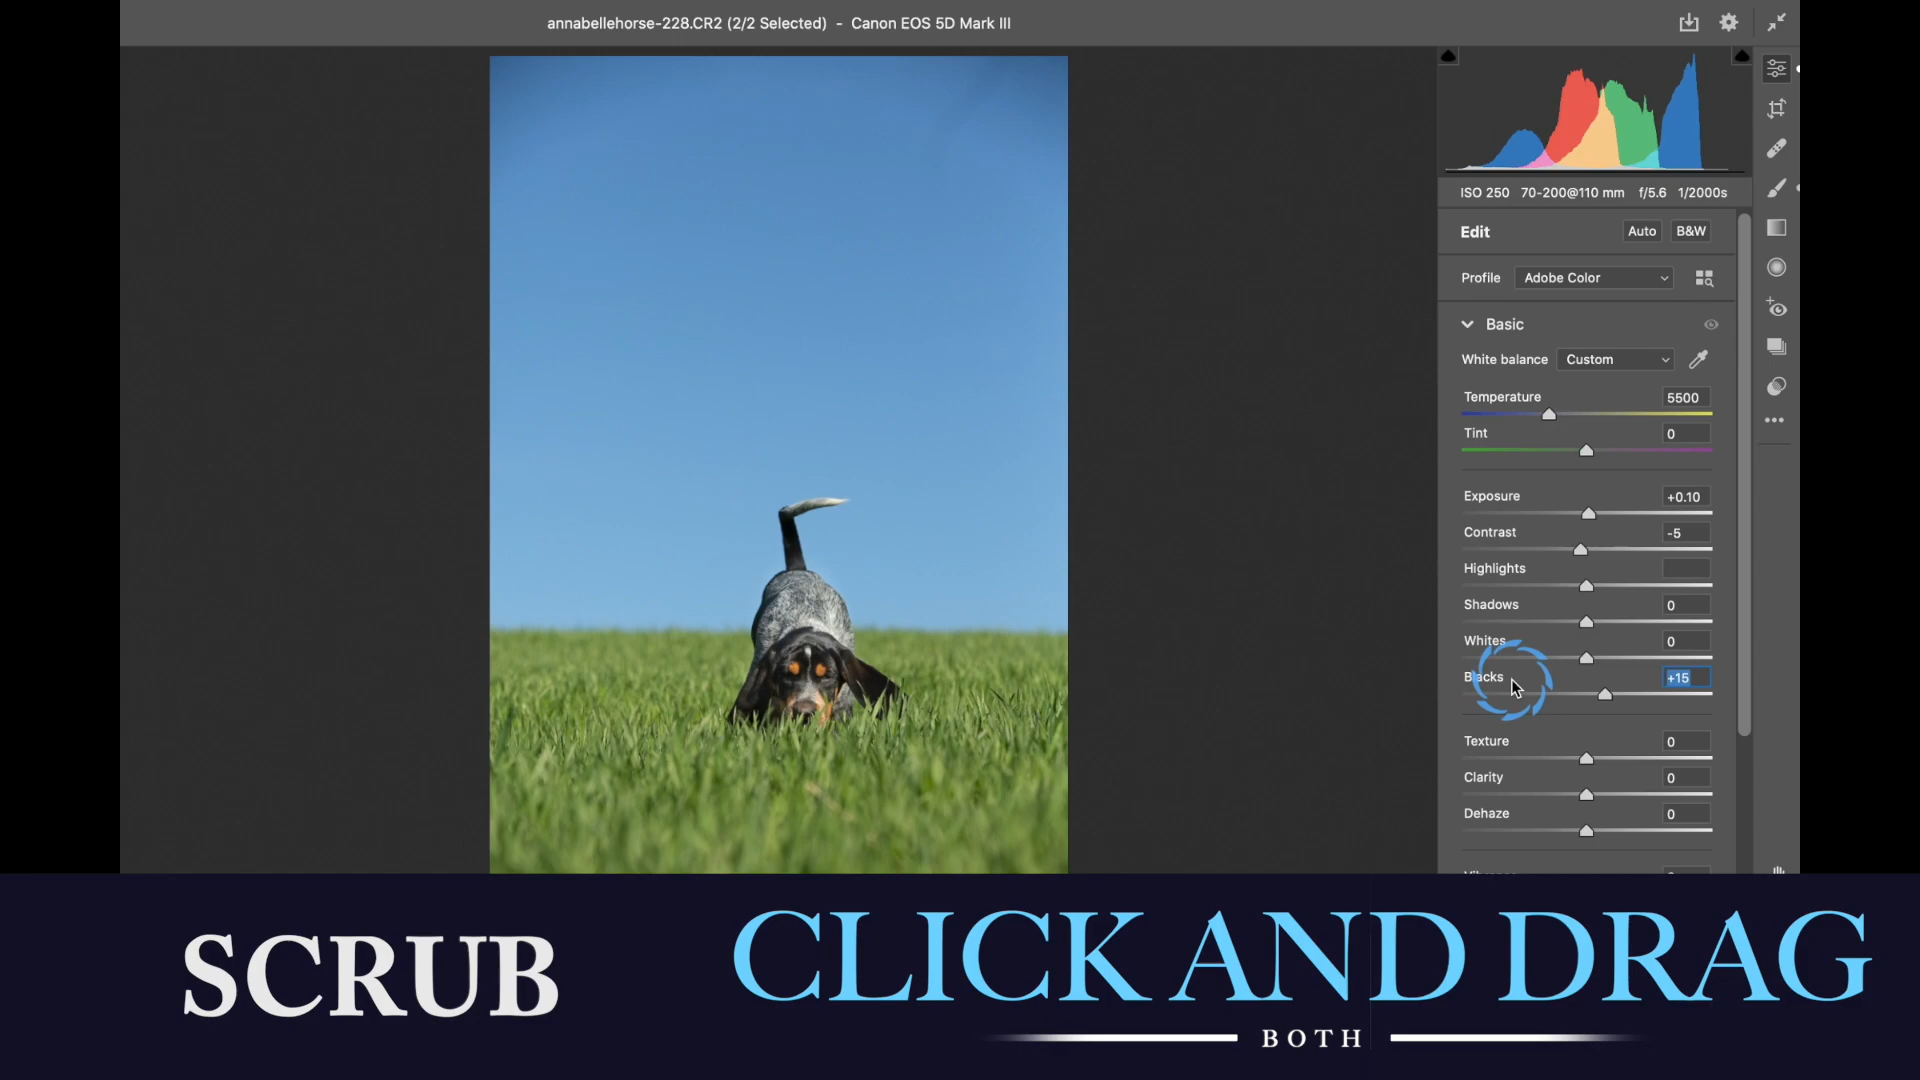 annabellehorse-228.CR2 (2/2 Selected) - Canon EOS 5D Mark III
ISO 250 70-200@110 mm f/5.6 1/2000s
Edit Auto B&W
Profile Adobe Color
Basic
White balance Custom
Temperature 5500
Tint 0
Exposure +0.10
Contrast -5
Highlights
Shadows 0
Whites 0
Blacks +15
Texture 0
Clarity 0
Dehaze 0
SCRUB
CLICK AND DRAG
BOTH